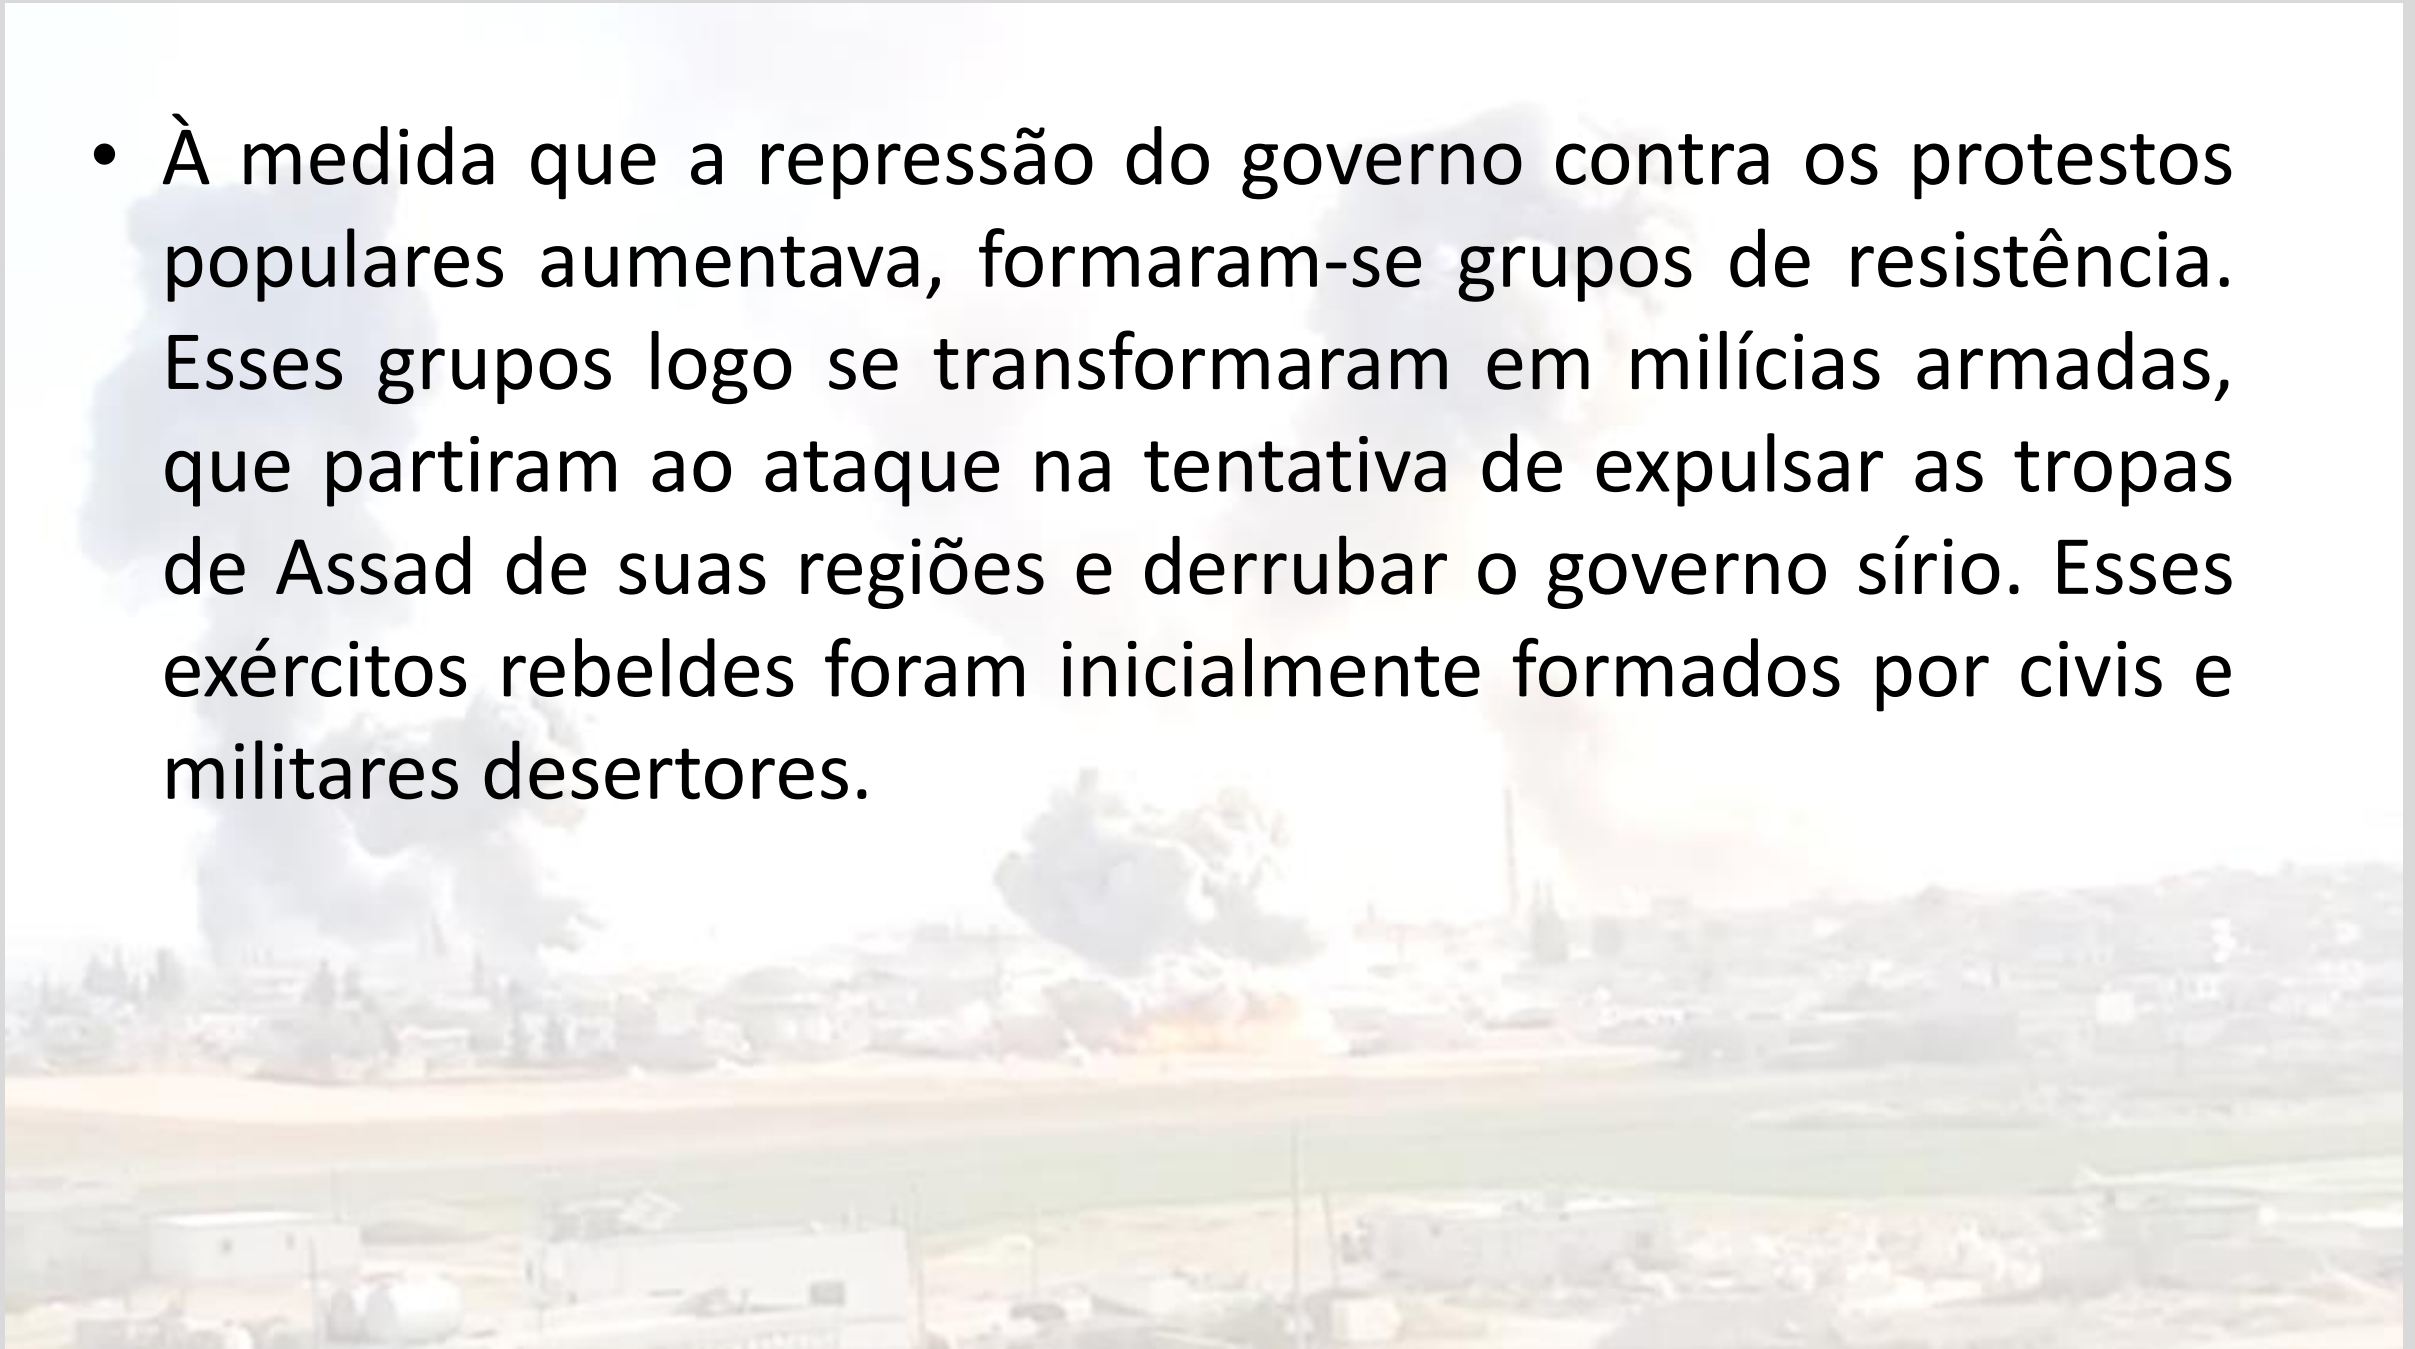 • À medida que a repressão do governo contra os protestos
populares aumentava, formaram-se grupos de resistência.
Esses grupos logo se transformaram em milícias armadas,
que partiram ao ataque na tentativa de expulsar as tropas
de Assad de suas regiões e derrubar o governo sírio. Esses
exércitos rebeldes foram inicialmente formados por civis e
militares desertores.